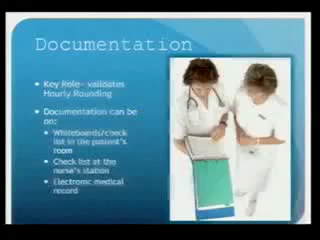 Documentation
Key Role- validates
Hourly Rounding
Documentation can be
on:
Whiteboards/check
list in the patient's
room
Check list at the
nurse's station
Electronic medical
record